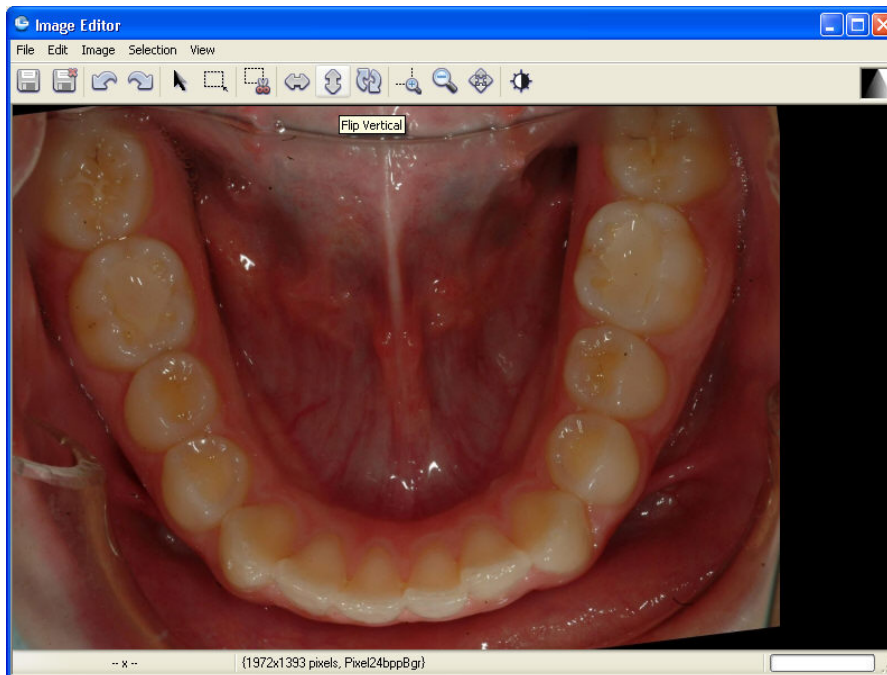 Image Editor
File Edit Image Selection View
Flip Vertical
-- x --
{1972x1393 pixels, Pixel24bppBgr}